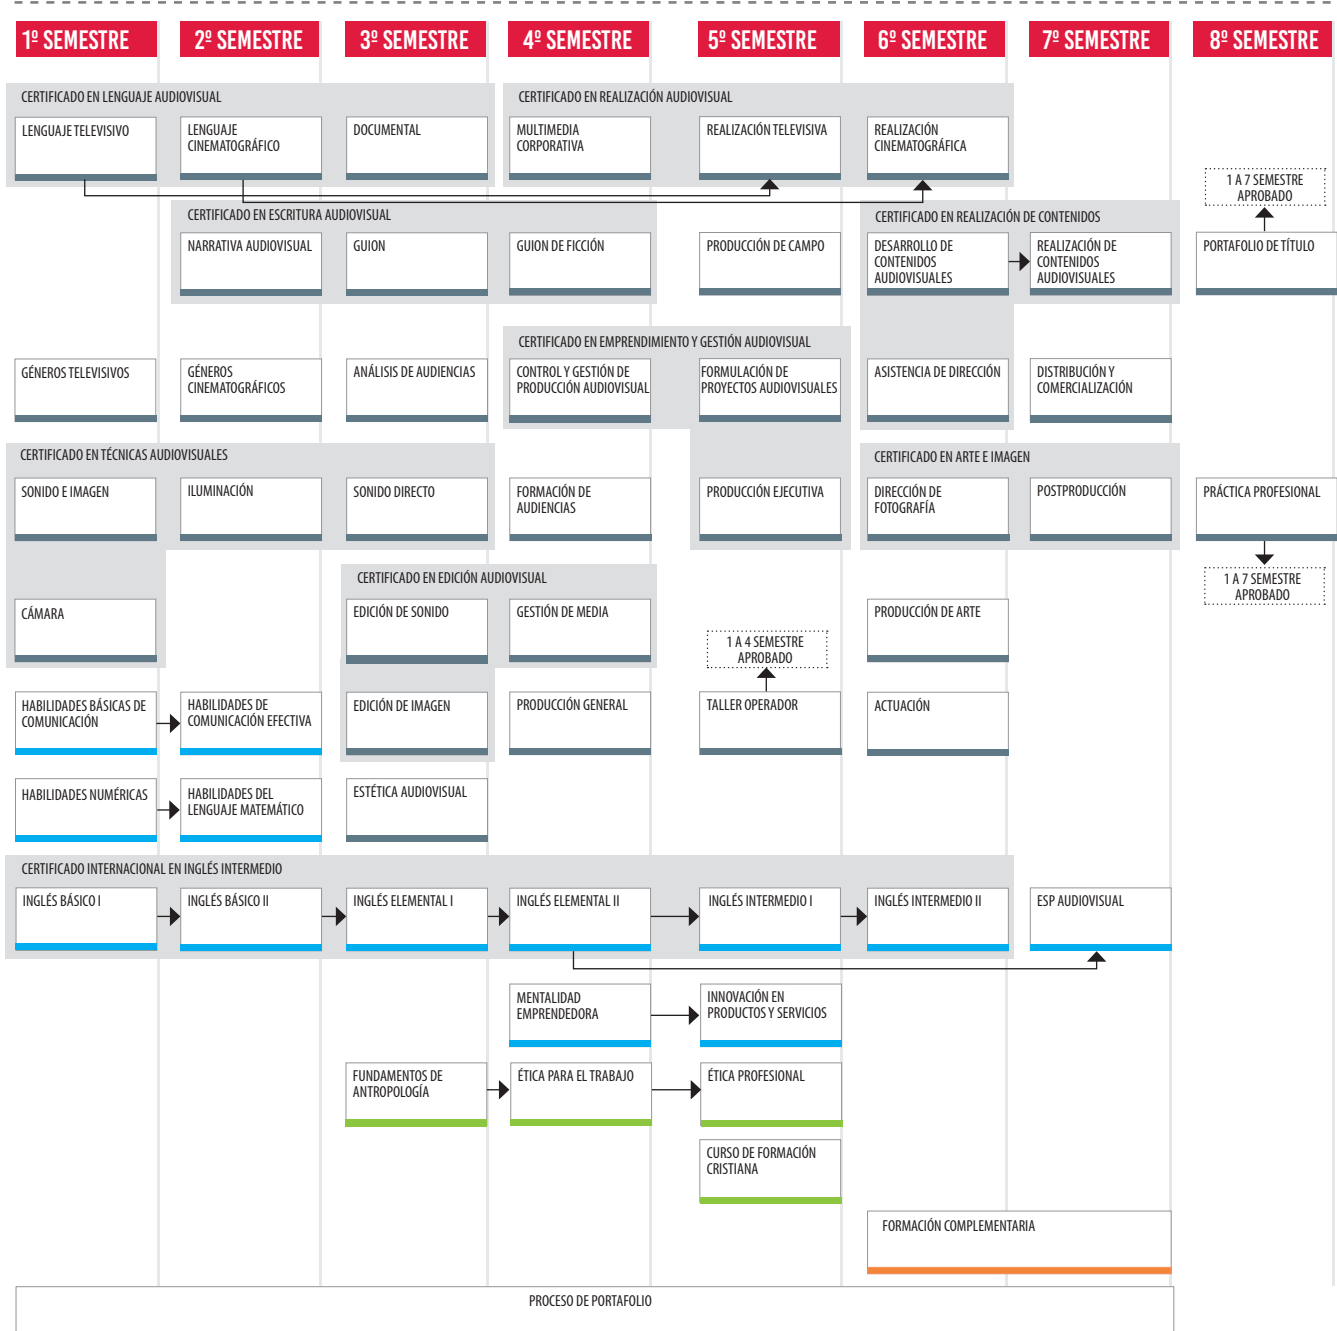 1º SEMESTRE
2º SEMESTRE
3º SEMESTRE
4º SEMESTRE
5º SEMESTRE
6º SEMESTRE
7º SEMESTRE
8º SEMESTRE
CERTIFICADO EN LENGUAJE AUDIOVISUAL
CERTIFICADO EN REALIZACIÓN AUDIOVISUAL
LENGUAJE TELEVISIVO
LENGUAJE
CINEMATOGRÁFICO
DOCUMENTAL
MULTIMEDIA
CORPORATIVA
REALIZACIÓN TELEVISIVA
REALIZACIÓN
CINEMATOGRÁFICA
1 A 7 SEMESTRE
APROBADO
CERTIFICADO EN ESCRITURA AUDIOVISUAL
CERTIFICADO EN REALIZACIÓN DE CONTENIDOS
NARRATIVA AUDIOVISUAL
GUION
GUION DE FICCIÓN
PRODUCCIÓN DE CAMPO
DESARROLLO DE
CONTENIDOS
AUDIOVISUALES
REALIZACIÓN DE
CONTENIDOS
AUDIOVISUALES
PORTAFOLIO DE TÍTULO
CERTIFICADO EN EMPRENDIMIENTO Y GESTIÓN AUDIOVISUAL
GÉNEROS TELEVISIVOS
GÉNEROS
CINEMATOGRÁFICOS
ANÁLISIS DE AUDIENCIAS
CONTROL Y GESTIÓN DE
PRODUCCIÓN AUDIOVISUAL
FORMULACIÓN DE
PROYECTOS AUDIOVISUALES
ASISTENCIA DE DIRECCIÓN
DISTRIBUCIÓN Y
COMERCIALIZACIÓN
CERTIFICADO EN TÉCNICAS AUDIOVISUALES
CERTIFICADO EN ARTE E IMAGEN
SONIDO E IMAGEN
ILUMINACIÓN
SONIDO DIRECTO
FORMACIÓN DE
AUDIENCIAS
PRODUCCIÓN EJECUTIVA
DIRECCIÓN DE
FOTOGRAFÍA
POSTPRODUCCIÓN
PRÁCTICA PROFESIONAL
1 A 7 SEMESTRE
APROBADO
CERTIFICADO EN EDICIÓN AUDIOVISUAL
CÁMARA
EDICIÓN DE SONIDO
GESTIÓN DE MEDIA
1 A 4 SEMESTRE
APROBADO
PRODUCCIÓN DE ARTE
HABILIDADES BÁSICAS DE
COMUNICACIÓN
HABILIDADES DE
COMUNICACIÓN EFECTIVA
EDICIÓN DE IMAGEN
PRODUCCIÓN GENERAL
TALLER OPERADOR
ACTUACIÓN
HABILIDADES NUMÉRICAS
HABILIDADES DEL
LENGUAJE MATEMÁTICO
ESTÉTICA AUDIOVISUAL
CERTIFICADO INTERNACIONAL EN INGLÉS INTERMEDIO
INGLÉS BÁSICO I
INGLÉS BÁSICO II
INGLÉS ELEMENTAL I
INGLÉS ELEMENTAL II
INGLÉS INTERMEDIO I
INGLÉS INTERMEDIO II
ESP AUDIOVISUAL
MENTALIDAD
EMPRENDEDORA
INNOVACIÓN EN
PRODUCTOS Y SERVICIOS
FUNDAMENTOS DE
ANTROPOLOGÍA
ÉTICA PARA EL TRABAJO
ÉTICA PROFESIONAL
CURSO DE FORMACIÓN
CRISTIANA
FORMACIÓN COMPLEMENTARIA
PROCESO DE PORTAFOLIO